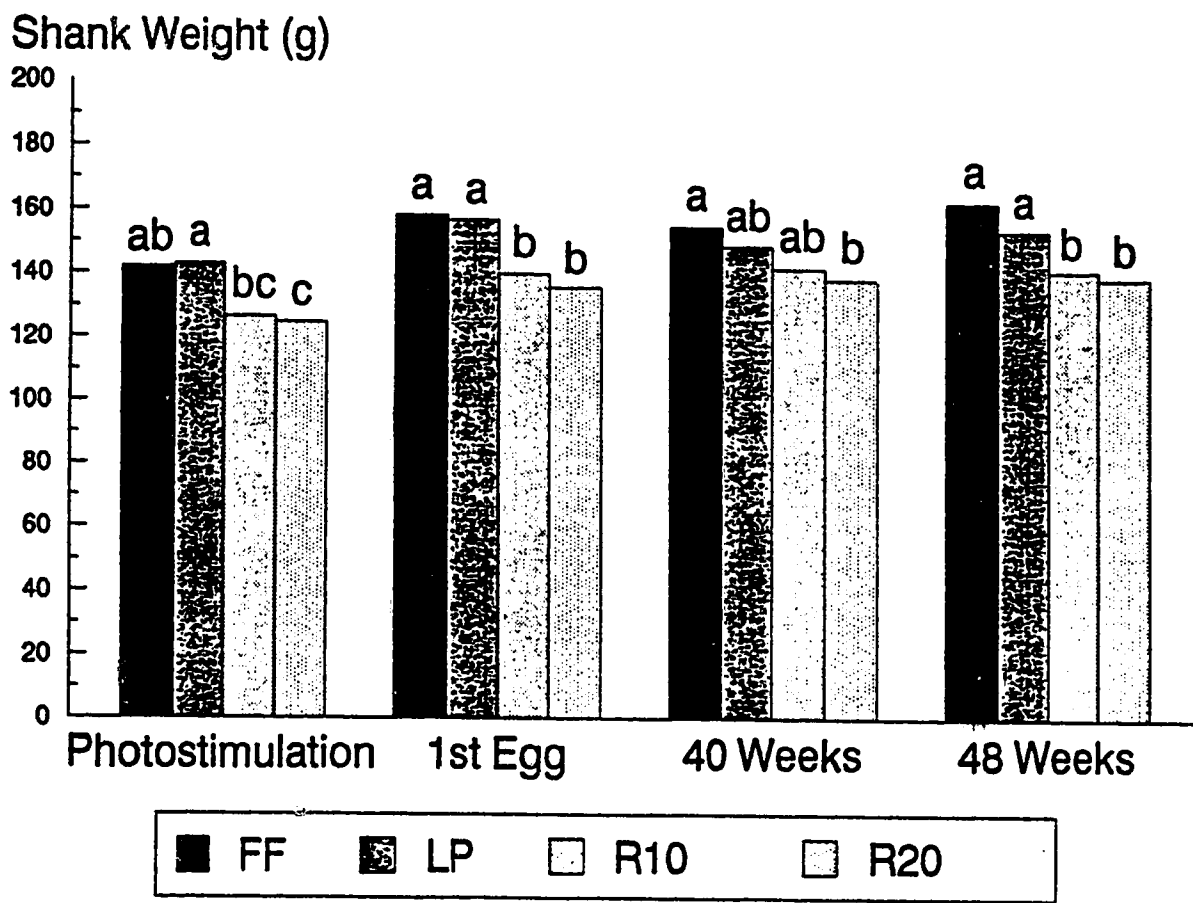 Shank Weight (g)
200
180
160
140
120
100
80
60
40
20
0
ab a bc c
a a b b
a ab ab b
a a b b
Photostimulation 1st Egg 40 Weeks 48 Weeks
FF LP R10 R20